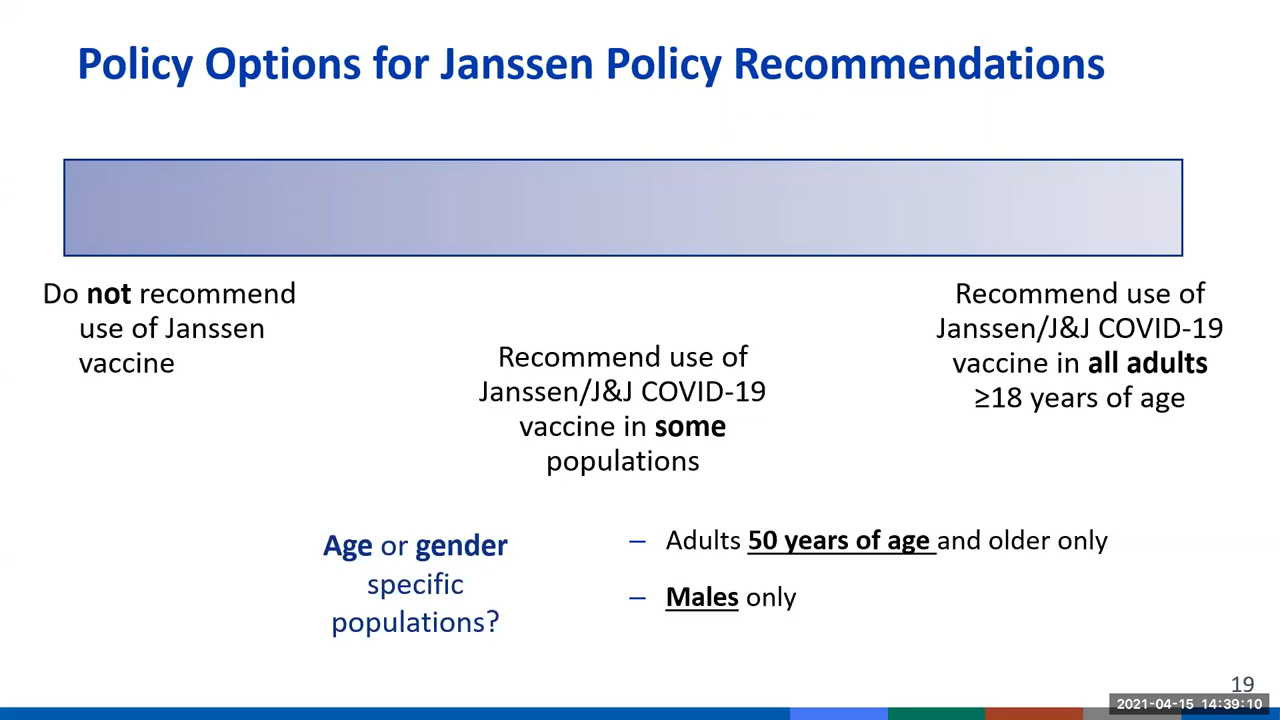 Policy Options for Janssen Policy Recommendations
Do not recommend
use of Janssen
vaccine
Recommend use of
Janssen/J&J COVID-19
vaccine in some
populations
Recommend use of
Janssen/J&J COVID-19
vaccine in all adults
≥18 years of age
Age or gender
specific
populations?
– Adults 50 years of age and older only
– Males only
19
2021-04-15 14:39:10